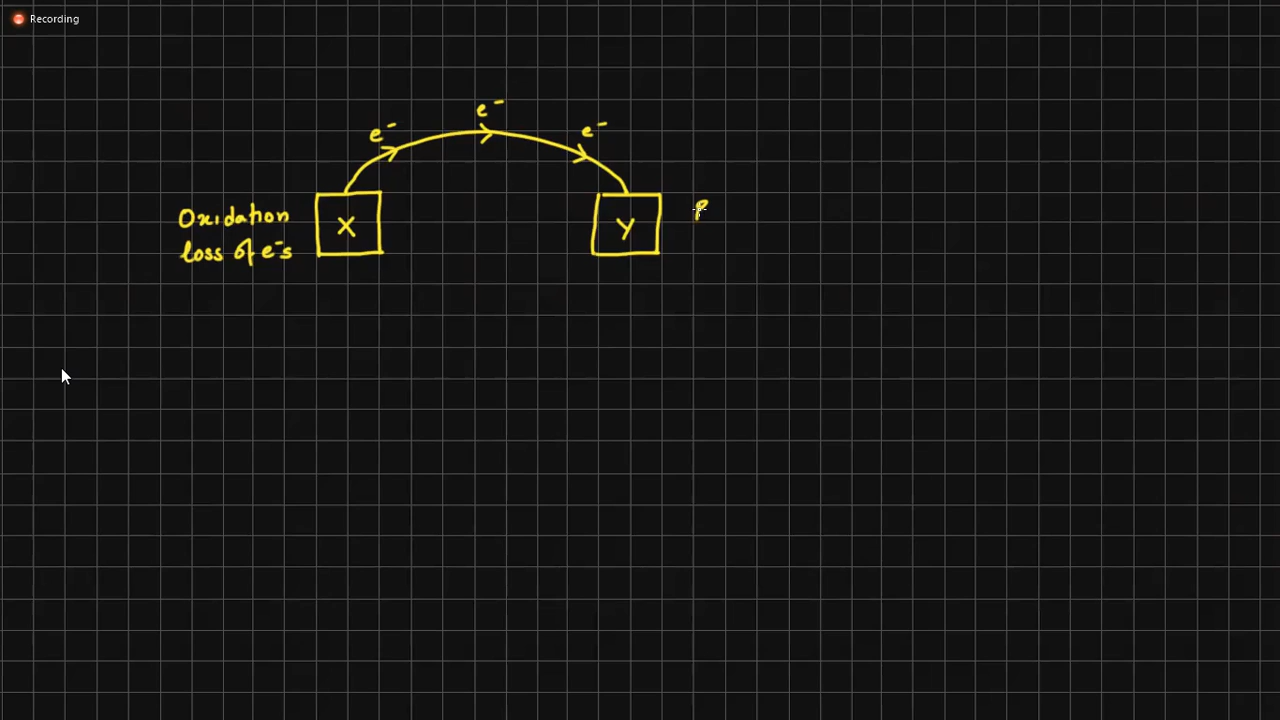 Recording
e⁻
e⁻
e⁻
Oxidation
loss of e⁻s
X
Y